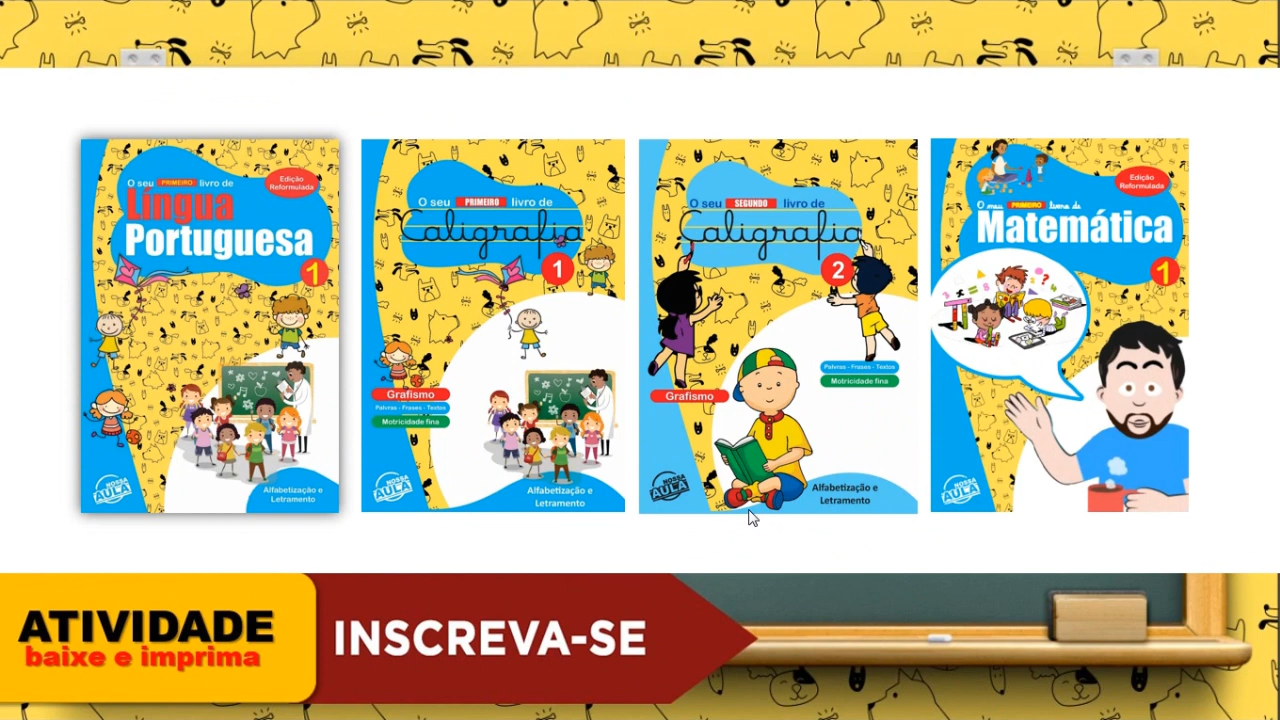 O seu PRIMEIRO livro de
Língua
Portuguesa
Edição
Reformulada
1
NOSSA
AULA
Alfabetização e
Letramento
O seu PRIMEIRO livro de
Caligrafia
1
Grafismo
Palvras - Frases - Textos
Motricidade fina
NOSSA
AULA
Alfabetização e
Letramento
O seu SEGUNDO livro de
Caligrafia
2
Palvras - Frases - Textos
Motricidade fina
Grafismo
NOSSA
AULA
Alfabetização e
Letramento
Edição
Reformulada
O meu PRIMEIRO livro de
Matemática
1
NOSSA
AULA
ATIVIDADE
baixe e imprima
INSCREVA-SE